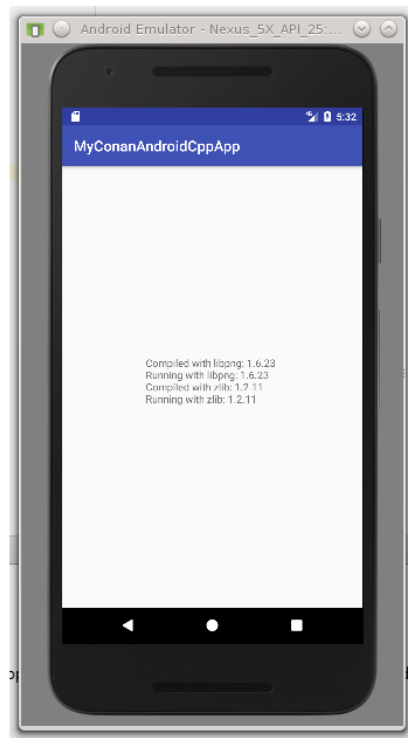 Android Emulator - Nexus_5X_API_25:...
5:32
MyConanAndroidCppApp
Compiled with libpng: 1.6.23
Running with libpng: 1.6.23
Compiled with zlib: 1.2.11
Running with zlib: 1.2.11